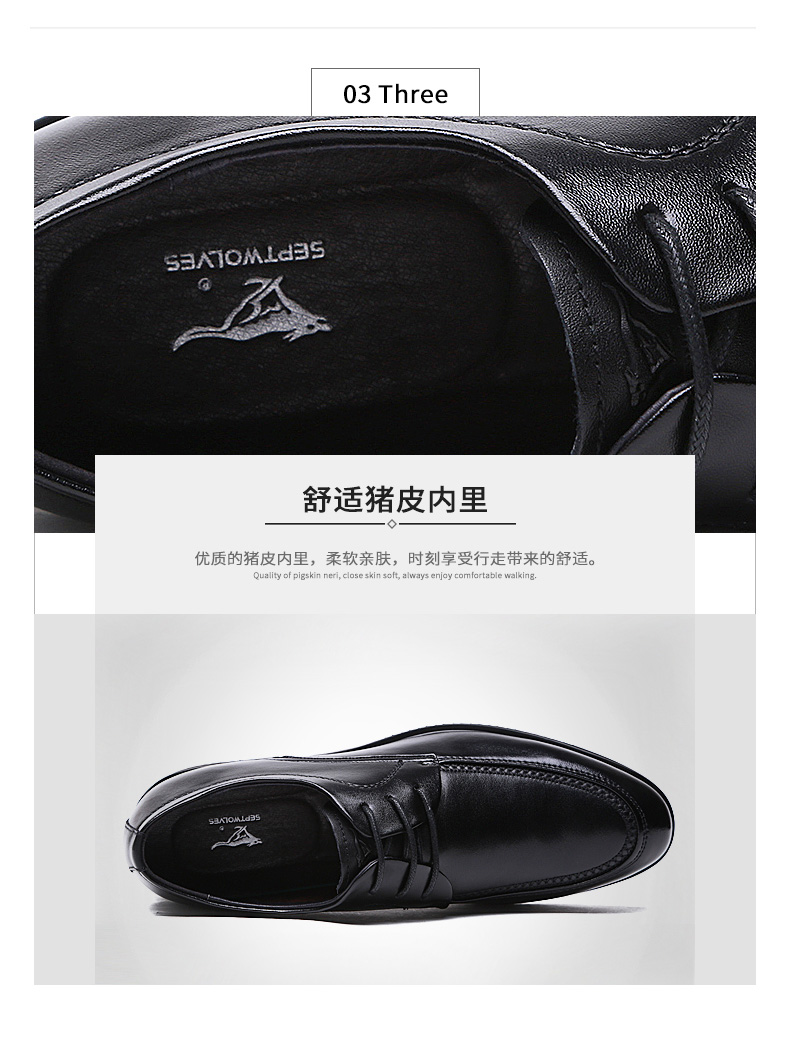 03 Three
SEPTWOLVES
®
舒适猪皮内里
优质的猪皮内里，柔软亲肤，时刻享受行走带来的舒适。
Quality of pigskin neri, close skin soft, always enjoy comfortable walking.
SEPTWOLVES
®